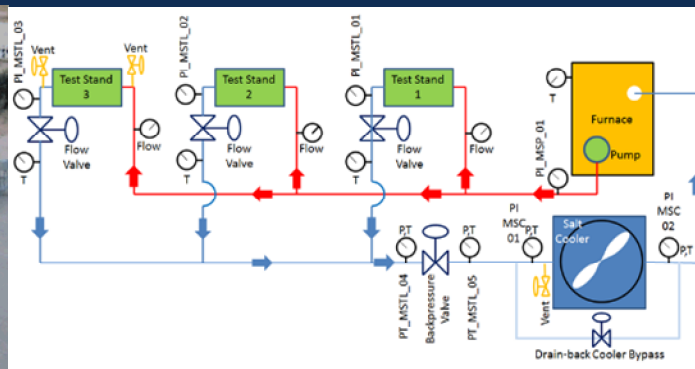 PI_MSTL_03
Vent
Vent
Test Stand
3
Flow
Valve
T
Flow
PI_MSTL_02
Test Stand
2
Flow
Valve
T
Flow
PI_MSTL_01
Test Stand
1
Flow
Valve
T
Flow
T
Furnace
Pump
PI_MSP_01
P,T
PT_MSTL_04
Backpressure
Valve
P,T
PT_MSTL_05
PI
MSC
01
P,T
Vent
Salt
Cooler
PI
MSC
02
P,T
Drain-back Cooler Bypass